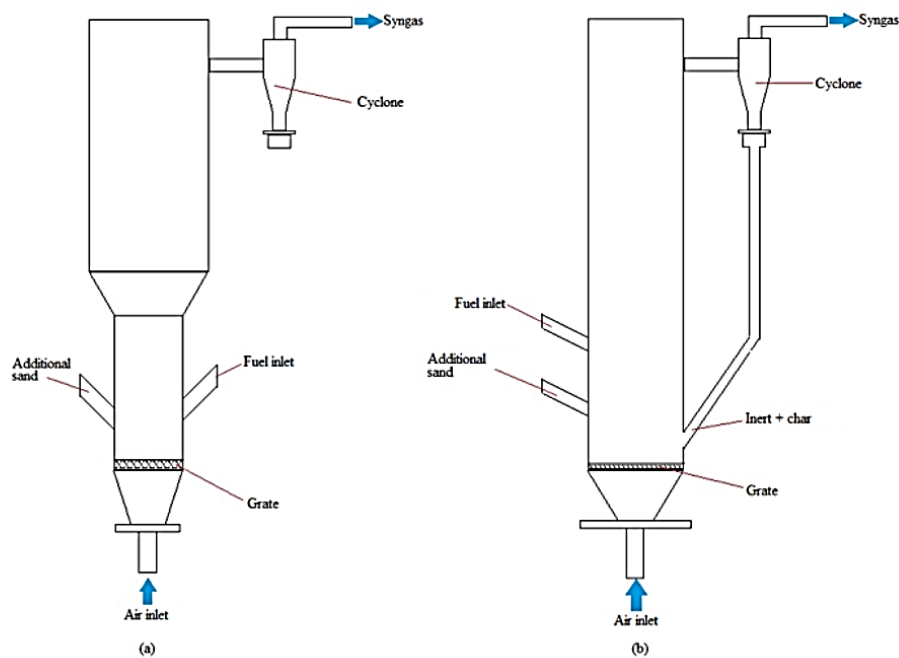 Syngas
Cyclone
Additional
sand
Fuel inlet
Grate
Air inlet
(a)
Syngas
Cyclone
Fuel inlet
Additional
sand
Inert + char
Grate
Air inlet
(b)